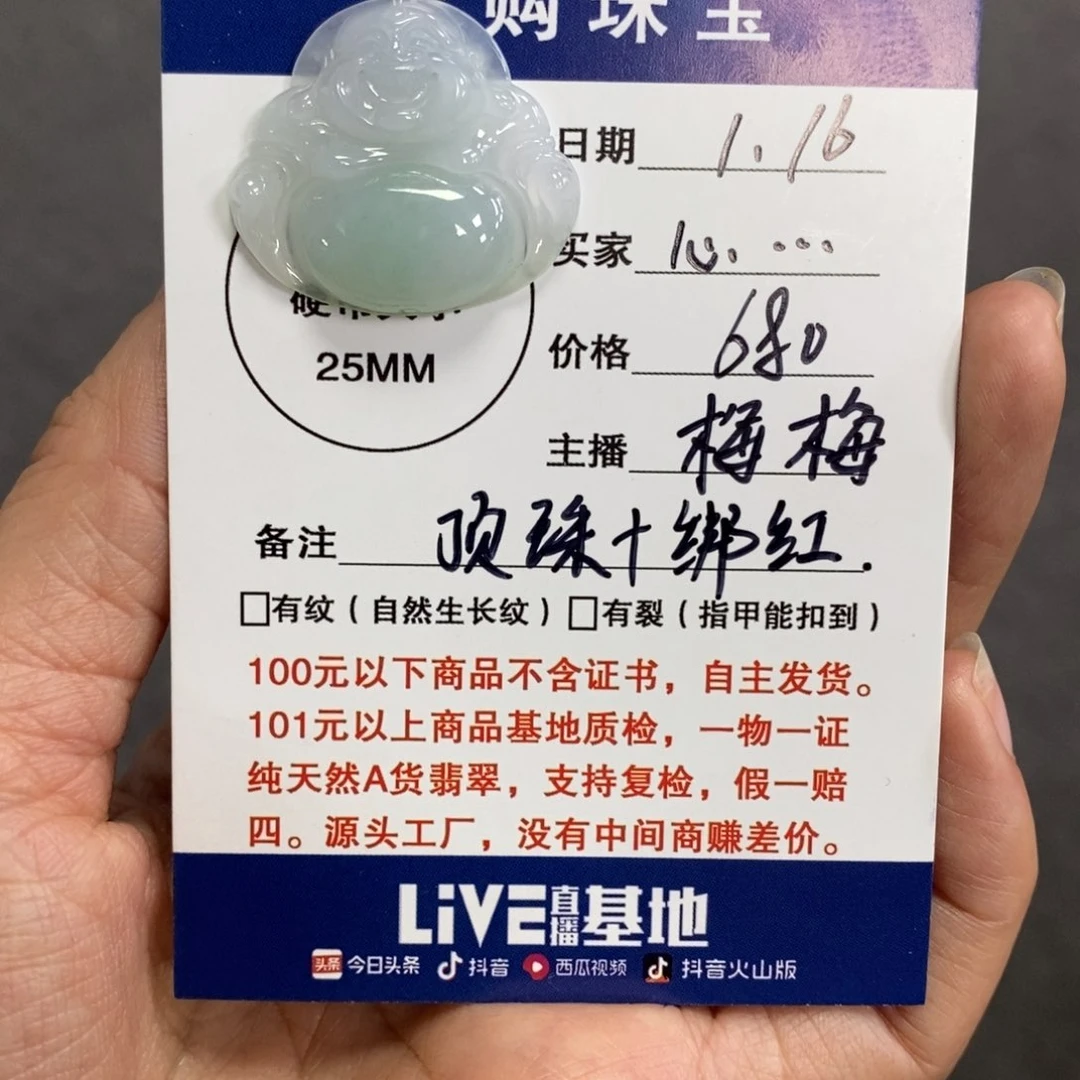 购珠宝
日期 1.16
买家 心. ...
25MM
价格 680
主播 梅梅
备注 顶珠+绑红.
□有纹（自然生长纹）□有裂（指甲能扣到）
100元以下商品不含证书，自主发货。
101元以上商品基地质检，一物一证
纯天然A货翡翠，支持复检，假一赔
四。源头工厂，没有中间商赚差价。
LiVE直播基地
头条 今日头条 抖音 西瓜视频 抖音火山版